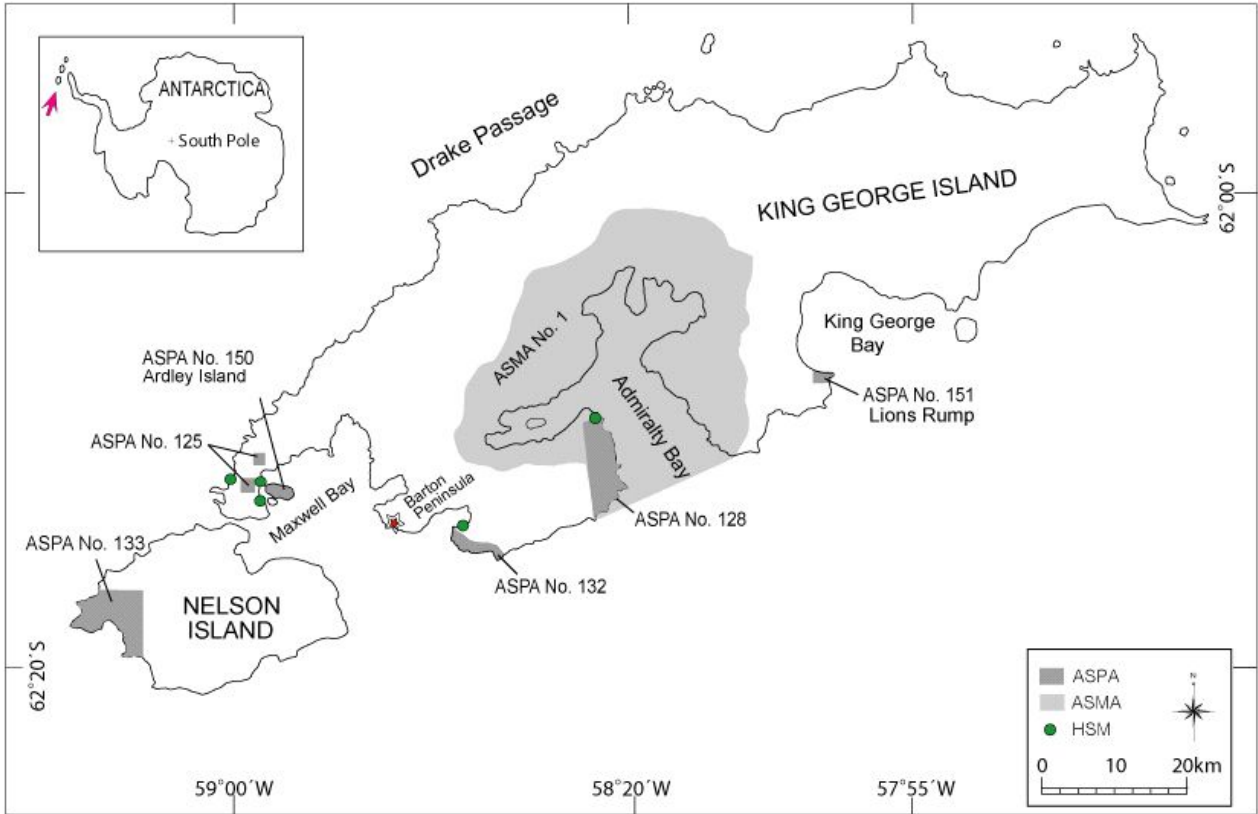 ANTARCTICA
South Pole
Drake Passage
KING GEORGE ISLAND
62°00´S.
ASMA No. 1
King George
Bay
ASPA No. 150
Ardley Island
ASPA No. 151
Lions Rump
Admiralty Bay
ASPA No. 125
Maxwell Bay
Barton
Peninsula
ASPA No. 128
ASPA No. 133
ASPA No. 132
NELSON
ISLAND
62°20´S
ASPA
ASMA
HSM
N
0 10 20km
59°00´W
58°20´W
57°55´W